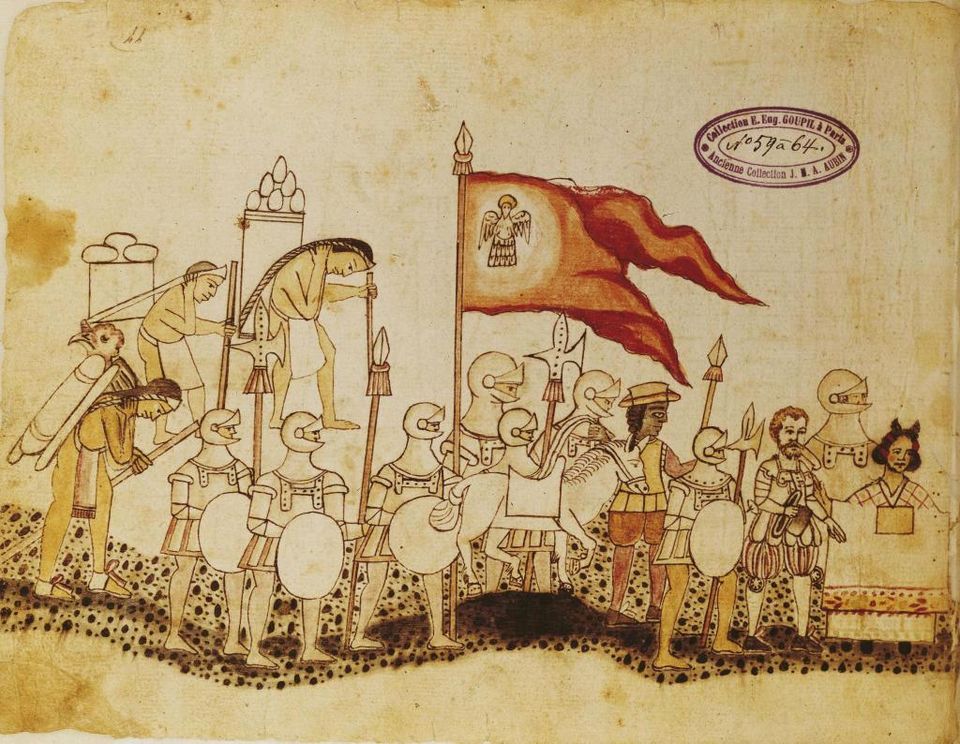 Collection E. Eug. GOUPIL à Paris
No 59 à 64.
Ancienne Collection J. M. A. AUBIN